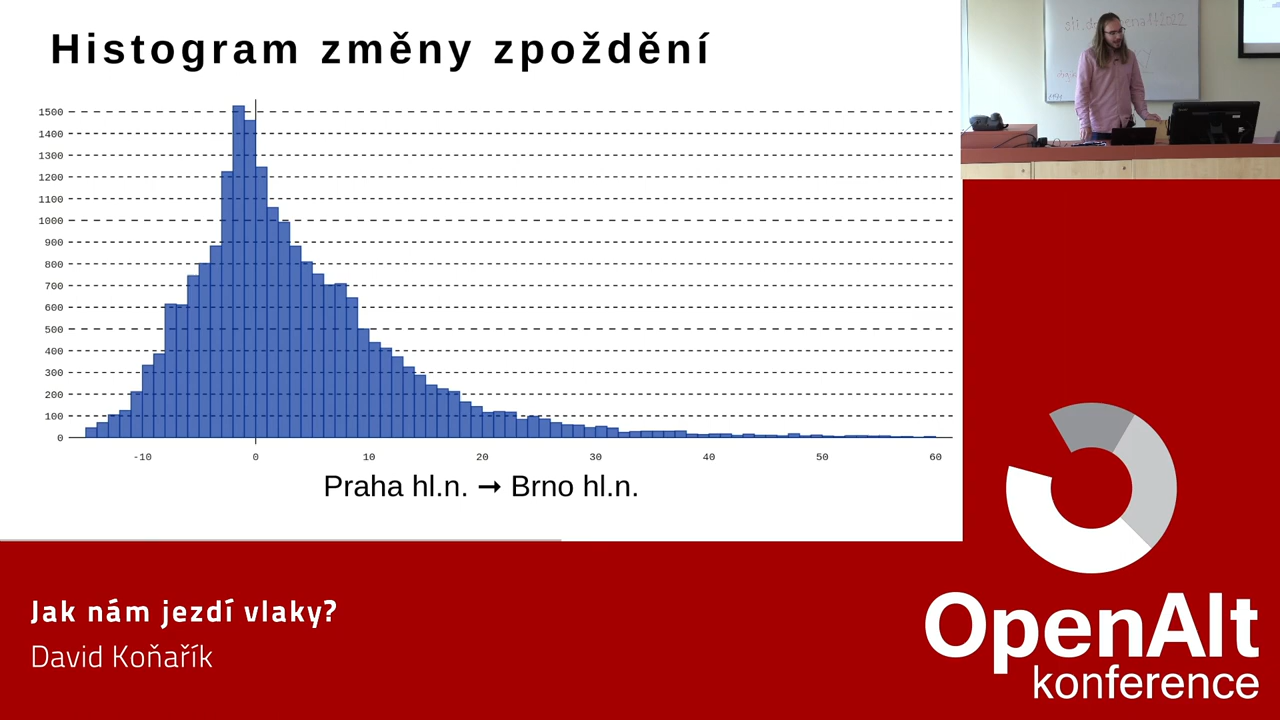 Histogram změny zpoždění
1500
1400
1300
1200
1100
1000
900
800
700
600
500
400
300
200
100
0
-10 0 10 20 30 40 50 60
Praha hl.n. → Brno hl.n.
Jak nám jezdí vlaky?
David Koňařík
OpenAlt
konference